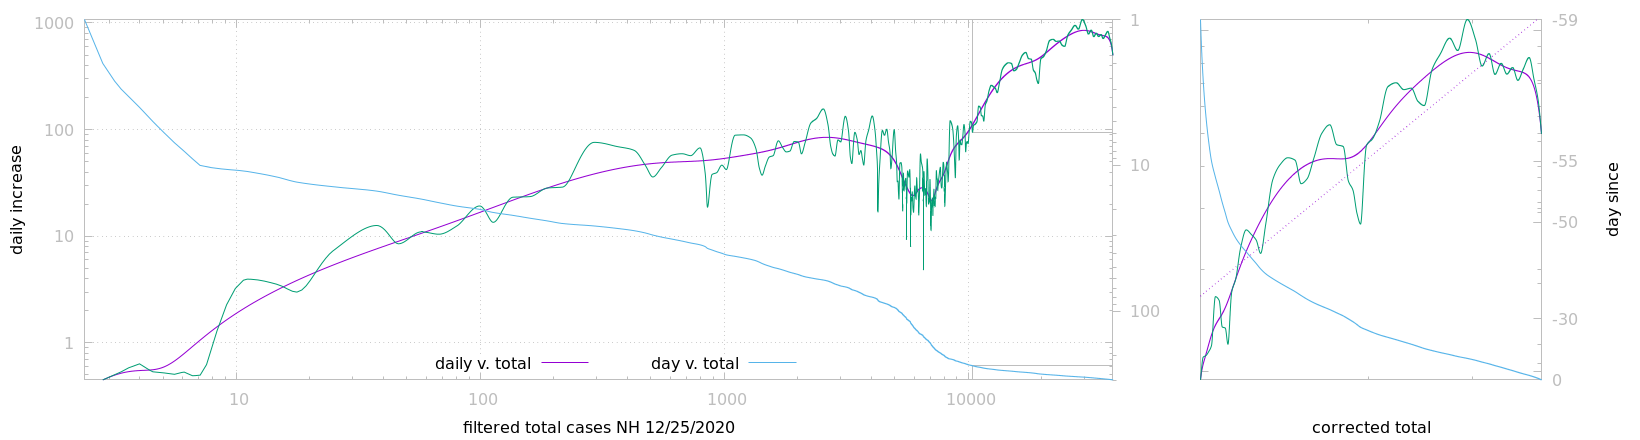 1000
100
10
1
daily increase
10
100
1000
10000
filtered total cases NH 12/25/2020
daily v. total
day v. total
1
10
100
-59
-55
-50
-30
0
day since
corrected total